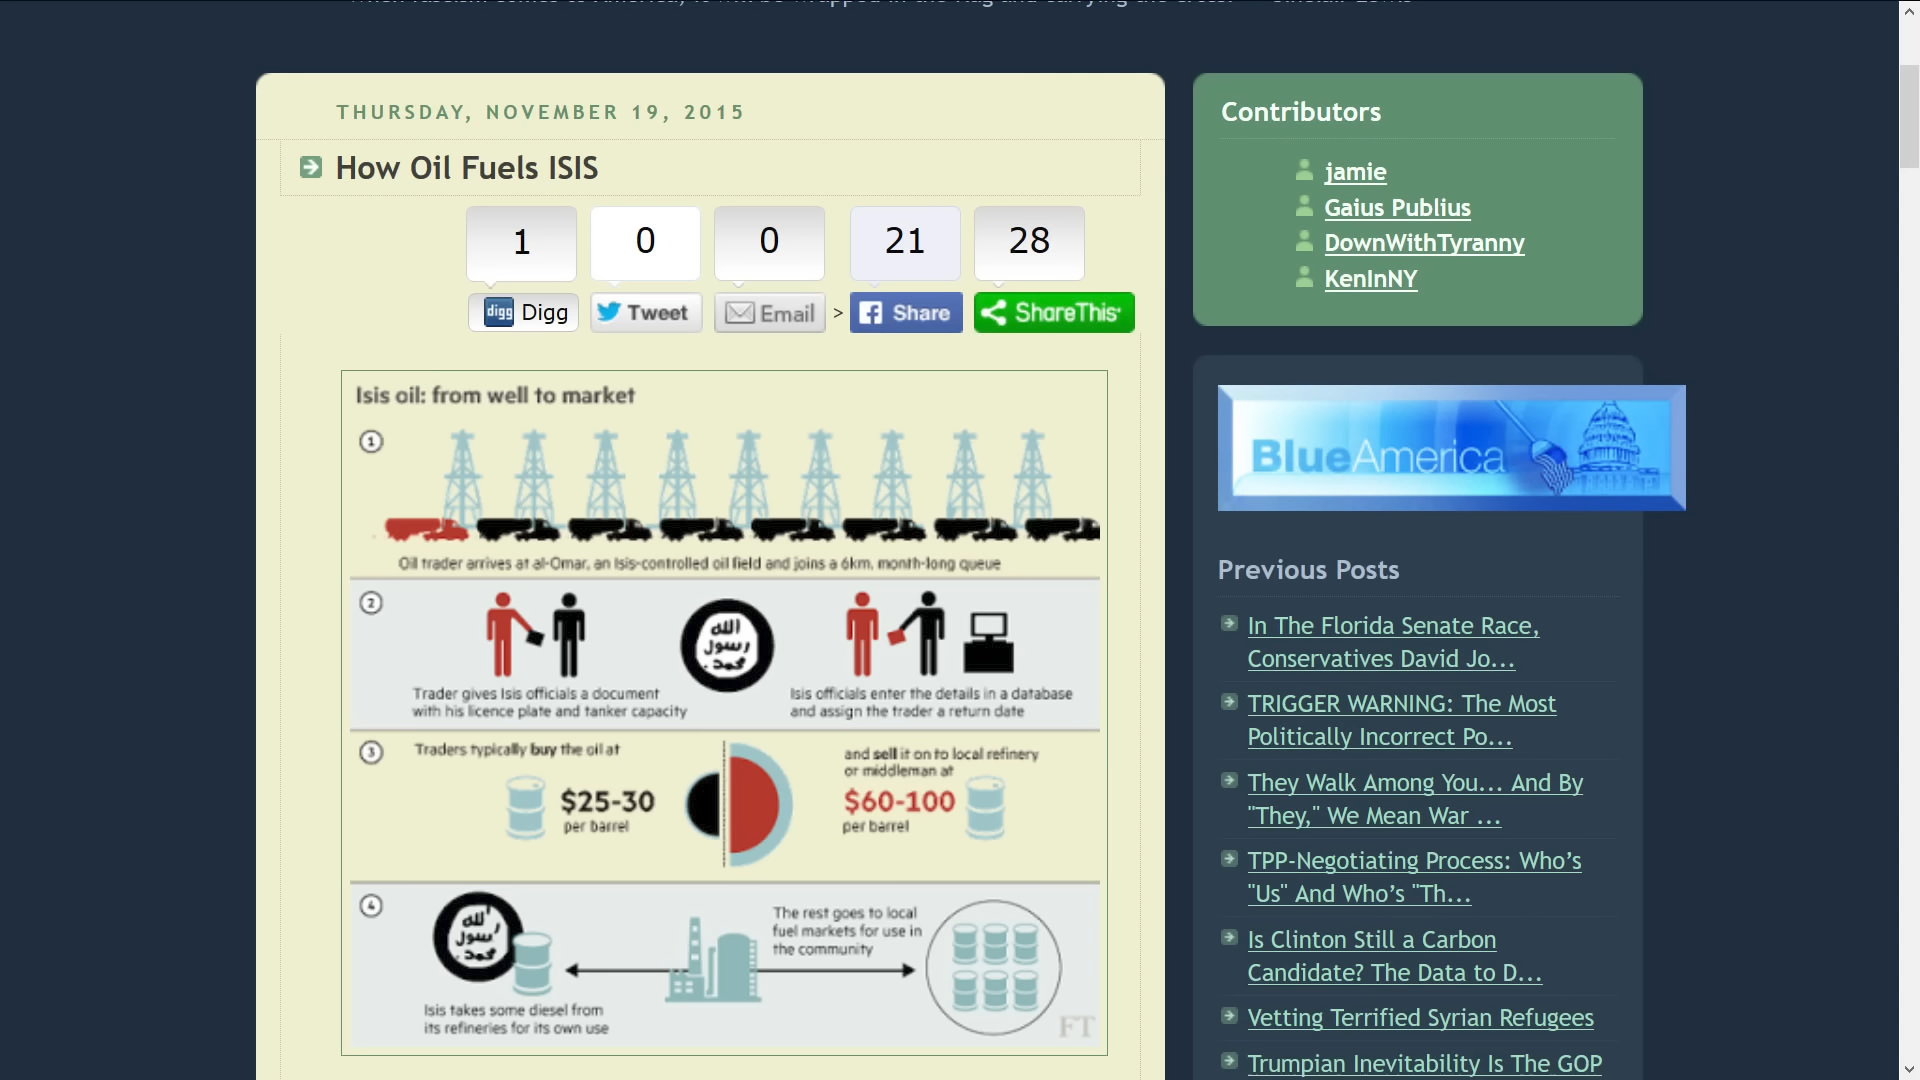 THURSDAY, NOVEMBER 19, 2015
How Oil Fuels ISIS
1
0
0
21
28
digg Digg
Tweet
Email
>
Share
ShareThis
Isis oil: from well to market
1
Oil trader arrives at al-Omar, an Isis-controlled oil field and joins a 6km, month-long queue
2
الله
رسول
محمد
Trader gives Isis officials a document
with his licence plate and tanker capacity
Isis officials enter the details in a database
and assign the trader a return date
3
Traders typically buy the oil at
$25-30
per barrel
and sell it on to local refinery
or middleman at
$60-100
per barrel
4
الله
رسول
محمد
The rest goes to local
fuel markets for use in
the community
Isis takes some diesel from
its refineries for its own use
FT
Contributors
jamie
Gaius Publius
DownWithTyranny
KenInNY
BlueAmerica
Previous Posts
In The Florida Senate Race,
Conservatives David Jo...
TRIGGER WARNING: The Most
Politically Incorrect Po...
They Walk Among You... And By
"They," We Mean War ...
TPP-Negotiating Process: Who’s
"Us" And Who’s "Th...
Is Clinton Still a Carbon
Candidate? The Data to D...
Vetting Terrified Syrian Refugees
Trumpian Inevitability Is The GOP